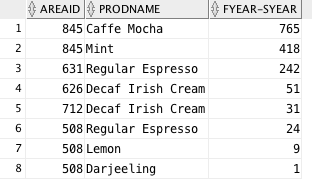 AREAID PRODNAME FYEAR-SYEAR
1 845 Caffe Mocha 765
2 845 Mint 418
3 631 Regular Espresso 242
4 626 Decaf Irish Cream 51
5 712 Decaf Irish Cream 31
6 508 Regular Espresso 24
7 508 Lemon 9
8 508 Darjeeling 1